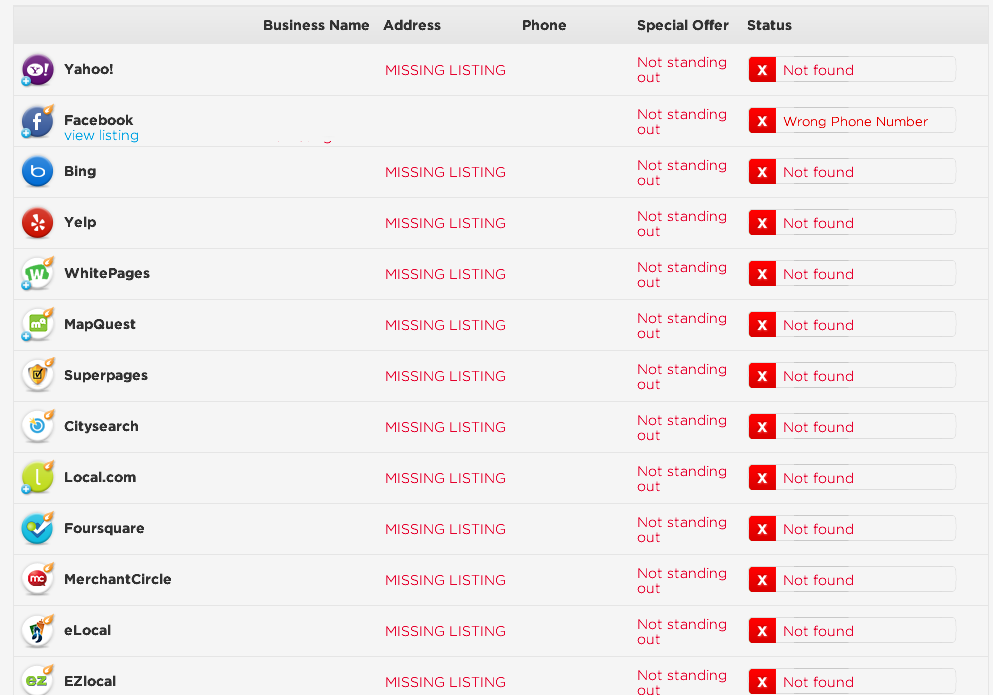 Business Name Address Phone Special Offer Status
Yahoo! MISSING LISTING Not standing out X Not found
Facebook Not standing out X Wrong Phone Number
view listing
Bing MISSING LISTING Not standing out X Not found
Yelp MISSING LISTING Not standing out X Not found
WhitePages MISSING LISTING Not standing out X Not found
MapQuest MISSING LISTING Not standing out X Not found
Superpages MISSING LISTING Not standing out X Not found
Citysearch MISSING LISTING Not standing out X Not found
Local.com MISSING LISTING Not standing out X Not found
Foursquare MISSING LISTING Not standing out X Not found
MerchantCircle MISSING LISTING Not standing out X Not found
eLocal MISSING LISTING Not standing out X Not found
EZlocal MISSING LISTING Not standing out X Not found